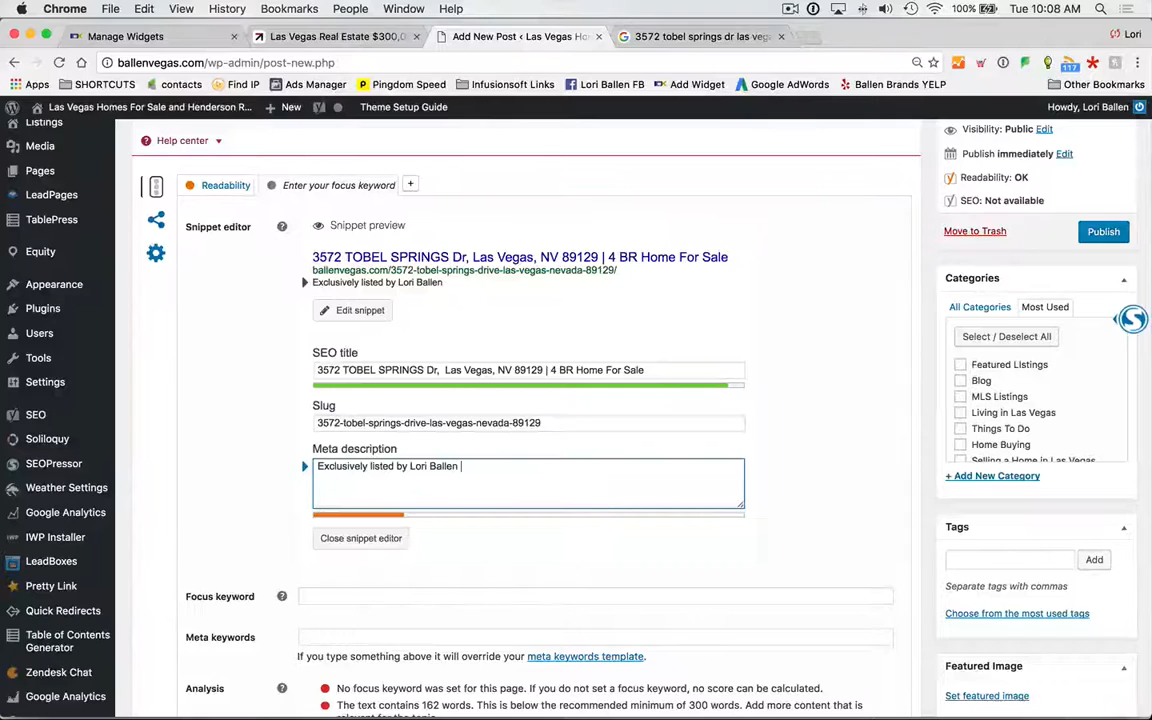 Chrome File Edit View History Bookmarks People Window Help 100% Tue 10:08 AM
Manage Widgets × Las Vegas Real Estate $300,0 × Add New Post ‹ Las Vegas Ho × 3572 tobel springs dr las veg × Lori
ballenvegas.com/wp-admin/post-new.php
Apps SHORTCUTS contacts Find IP Ads Manager Pingdom Speed Infusionsoft Links Lori Ballen FB Add Widget Google AdWords Ballen Brands YELP Other Bookmarks
117
Las Vegas Homes For Sale and Henderson R... + New Theme Setup Guide Howdy, Lori Ballen
Listings
Media
Pages
LeadPages
TablePress
Equity
Appearance
Plugins
Users
Tools
Settings
SEO
Soliloquy
SEOPressor
Weather Settings
Google Analytics
IWP Installer
LeadBoxes
Pretty Link
Quick Redirects
Table of Contents
Generator
Zendesk Chat
Google Analytics
Help center
Readability Enter your focus keyword +
Snippet editor Snippet preview
3572 TOBEL SPRINGS Dr, Las Vegas, NV 89129 | 4 BR Home For Sale
ballenvegas.com/3572-tobel-springs-drive-las-vegas-nevada-89129/
Exclusively listed by Lori Ballen
Edit snippet
SEO title
3572 TOBEL SPRINGS Dr,  Las Vegas, NV 89129 | 4 BR Home For Sale
Slug
3572-tobel-springs-drive-las-vegas-nevada-89129
Meta description
Exclusively listed by Lori Ballen
Close snippet editor
Focus keyword
Meta keywords
If you type something above it will override your meta keywords template.
Analysis No focus keyword was set for this page. If you do not set a focus keyword, no score can be calculated.
The text contains 162 words. This is below the recommended minimum of 300 words. Add more content that is
relevant for the topic.
Visibility: Public Edit
Publish immediately Edit
Readability: OK
SEO: Not available
Move to Trash Publish
Categories
All Categories Most Used
Select / Deselect All
Featured Listings
Blog
MLS Listings
Living in Las Vegas
Things To Do
Home Buying
Selling a Home in Las Vegas
+ Add New Category
Tags
Add
Separate tags with commas
Choose from the most used tags
Featured Image
Set featured image